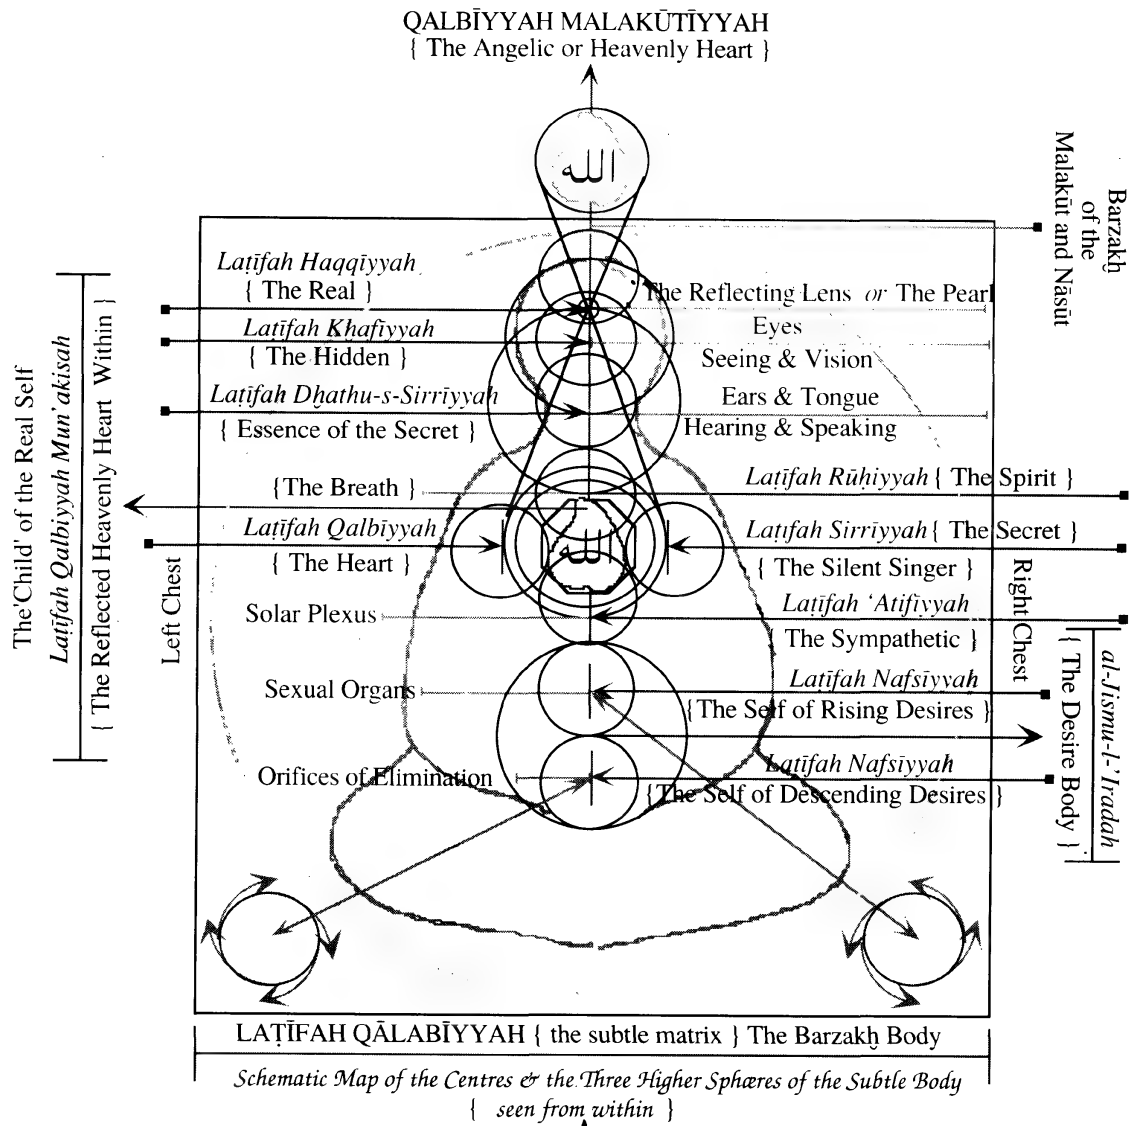 QALBĪYYAH MALAKŪTĪYYAH
{ The Angelic or Heavenly Heart }
الله
Barzakẖ
of the
Malakūt and Nāsūt
Laṭīfah Haqqīyyah
{ The Real }
The Reflecting Lens or The Pearl
Laṭīfah Khafīyyah
Eyes
{ The Hidden }
Seeing & Vision
Laṭīfah Dẖathu-s-Sirrīyyah
Ears & Tongue
{ Essence of the Secret }
Hearing & Speaking
Laṭīfah Rūḥiyyah { The Spirit }
{The Breath }
Laṭīfah Qalbīyyah
Laṭīfah Sirrīyyah { The Secret }
{ The Heart }
{ The Silent Singer }
الله
Laṭīfah ‘Atifīyyah
Solar Plexus
{ The Sympathetic }
Laṭīfah Nafsīyyah
Sexual Organs
{The Self of Rising Desires }
Laṭīfah Nafsīyyah
Orifices of Elimination
{The Self of Descending Desires }
The 'Child' of the Real Self
Laṭīfah Qalbiyyah Mun’akisah
{ The Reflected Heavenly Heart Within }
Left Chest
Right Chest
al-Jismu-l-’Iradah
{ The Desire Body }
LAṬĪFAH QĀLABĪYYAH { the subtle matrix } The Barzakẖ Body
Schematic Map of the Centres & the Three Higher Sphæres of the Subtle Body
{ seen from within }